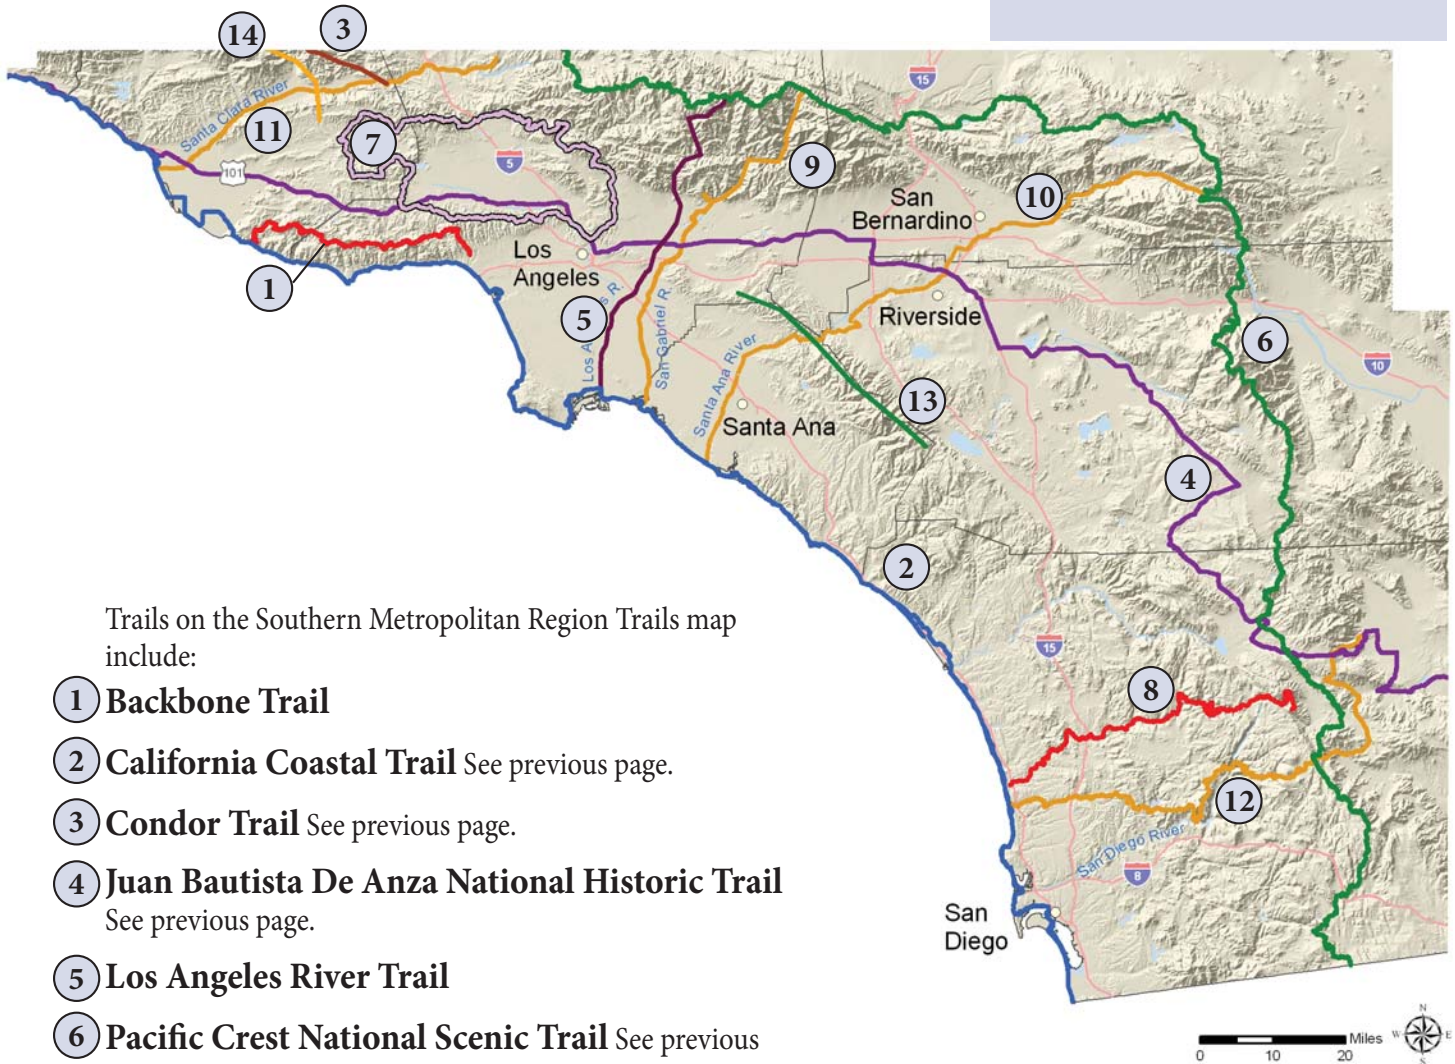 14
3
15
Santa Clara River
11
7
5
9
101
10
San
Bernardino
Los
Angeles
1
5
Riverside
6
San Gabriel R.
Santa Ana River
10
13
Santa Ana
4
2
15
8
12
San Diego River
8
San
Diego
Trails on the Southern Metropolitan Region Trails map
include:
1 Backbone Trail
2 California Coastal Trail See previous page.
3 Condor Trail See previous page.
4 Juan Bautista De Anza National Historic Trail
See previous page.
5 Los Angeles River Trail
6 Pacific Crest National Scenic Trail See previous
N
W E
S
Miles
0 10 20